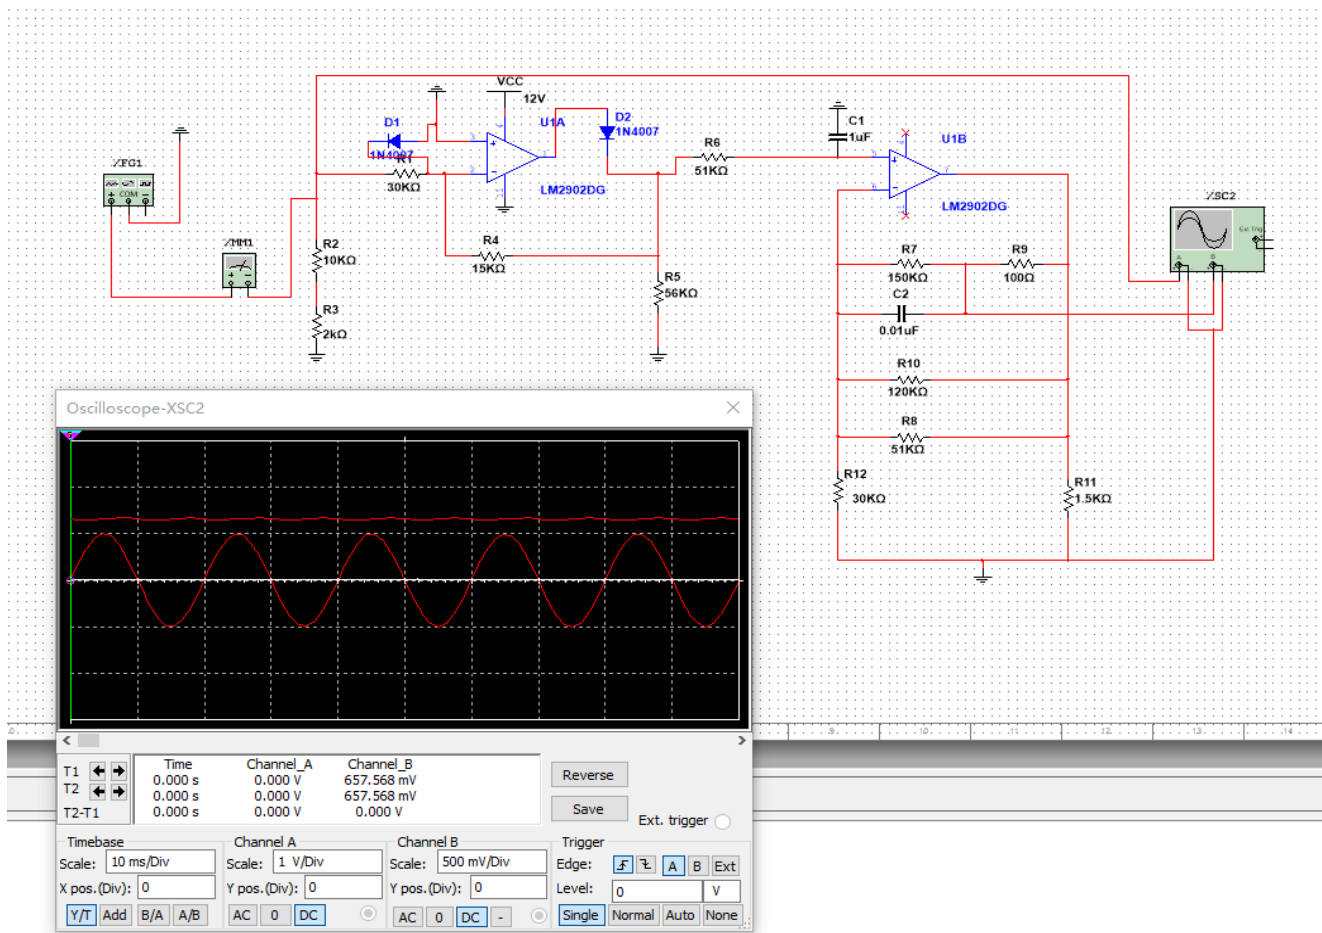 VCC
12V
D1
1N4007
U1A
D2
1N4007
C1
1uF
U1B
XFG1
COM
R1
30KΩ
R6
51KΩ
LM2902DG
LM2902DG
XSC2
Ext Trig
XMM1
R2
10KΩ
R4
15KΩ
R7
150KΩ
R9
100Ω
R5
56KΩ
C2
0.01uF
R3
2kΩ
R10
120KΩ
R8
51KΩ
R12
30KΩ
R11
1.5KΩ
Oscilloscope-XSC2
T1
T2
T2-T1
Time Channel_A Channel_B
0.000 s 0.000 V 657.568 mV
0.000 s 0.000 V 657.568 mV
0.000 s 0.000 V 0.000 V
Reverse
Save
Ext. trigger
Timebase
Scale: 10 ms/Div
X pos.(Div): 0
Y/T Add B/A A/B
Channel A
Scale: 1 V/Div
Y pos.(Div): 0
AC 0 DC
Channel B
Scale: 500 mV/Div
Y pos.(Div): 0
AC 0 DC -
Trigger
Edge: A B Ext
Level: 0 V
Single Normal Auto None